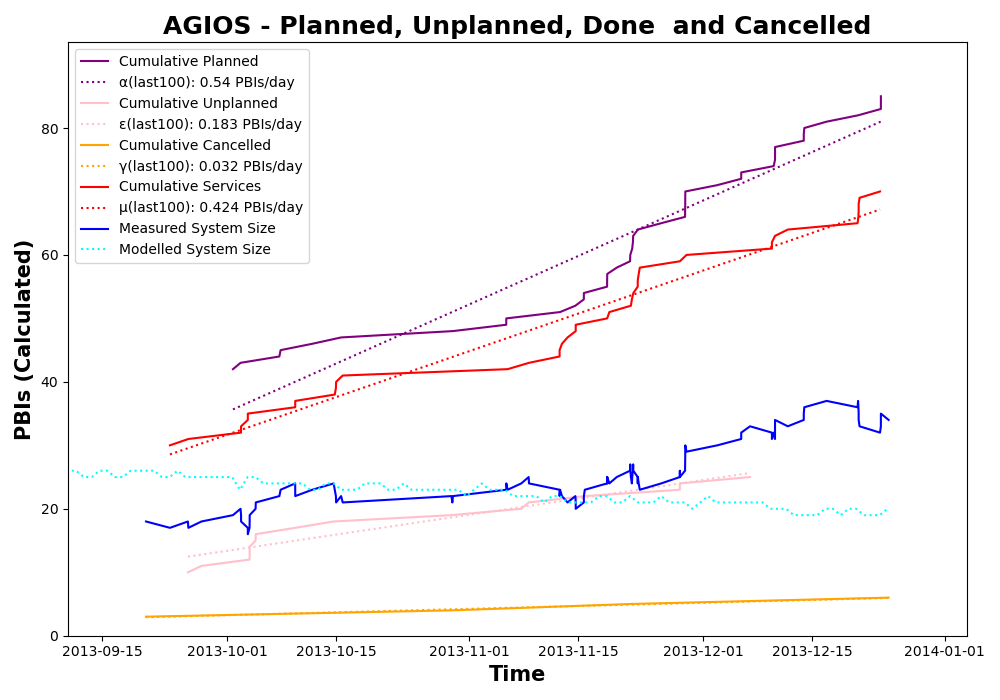 AGIOS - Planned, Unplanned, Done  and Cancelled
Cumulative Planned
α(last100): 0.54 PBIs/day
Cumulative Unplanned
ε(last100): 0.183 PBIs/day
Cumulative Cancelled
γ(last100): 0.032 PBIs/day
Cumulative Services
μ(last100): 0.424 PBIs/day
Measured System Size
Modelled System Size
PBIs (Calculated)
80
60
40
20
0
2013-09-15 2013-10-01 2013-10-15 2013-11-01 2013-11-15 2013-12-01 2013-12-15 2014-01-01
Time